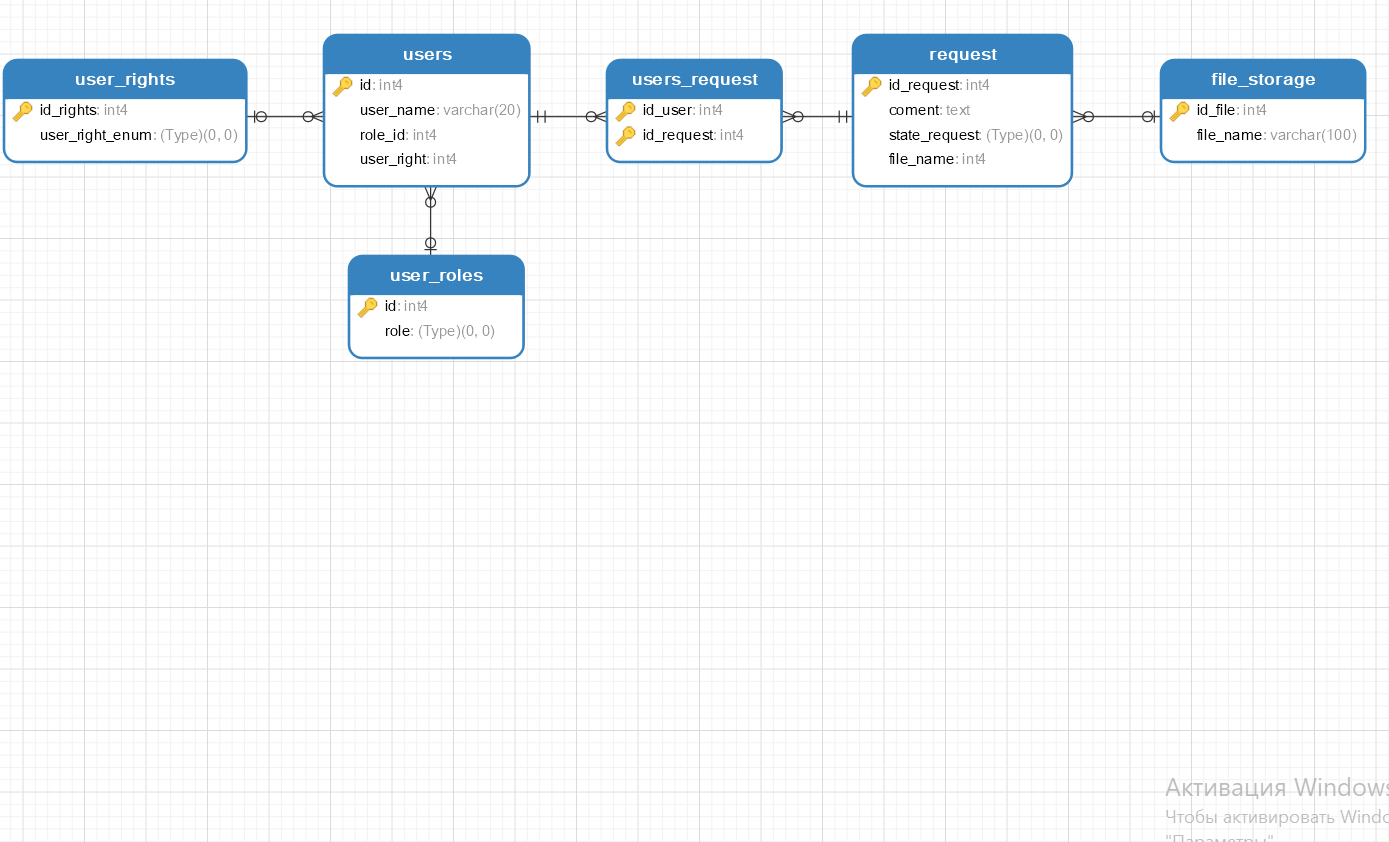 user_rights
id_rights: int4
user_right_enum: (Type)(0, 0)
users
id: int4
user_name: varchar(20)
role_id: int4
user_right: int4
users_request
id_user: int4
id_request: int4
request
id_request: int4
coment: text
state_request: (Type)(0, 0)
file_name: int4
file_storage
id_file: int4
file_name: varchar(100)
user_roles
id: int4
role: (Type)(0, 0)
Активация Windows
Чтобы активировать Windo
"Параметры"